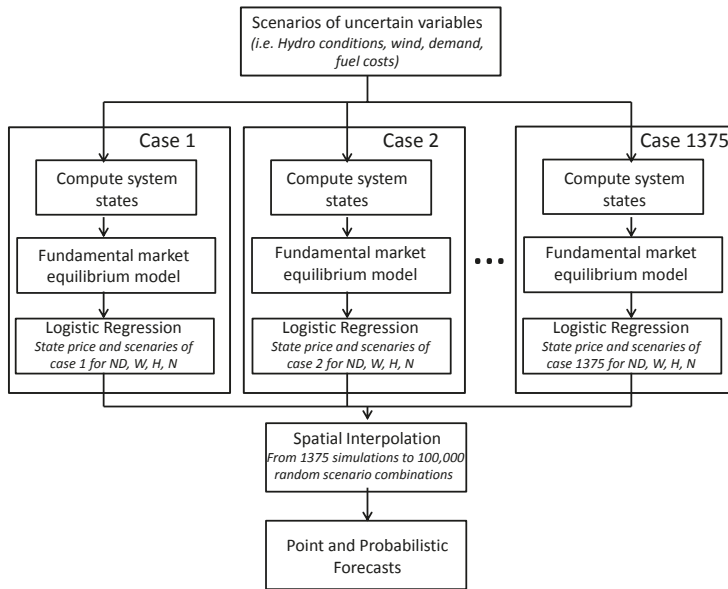 Scenarios of uncertain variables
(i.e. Hydro conditions, wind, demand,
fuel costs)
Case 1
Compute system
states
Fundamental market
equilibrium model
Logistic Regression
State price and scenaries of
case 1 for ND, W, H, N
Case 2
Compute system
states
Fundamental market
equilibrium model
Logistic Regression
State price and scenaries of
case 2 for ND, W, H, N
...
Case 1375
Compute system
states
Fundamental market
equilibrium model
Logistic Regression
State price and scenaries of
case 1375 for ND, W, H, N
Spatial Interpolation
From 1375 simulations to 100,000
random scenario combinations
Point and Probabilistic
Forecasts